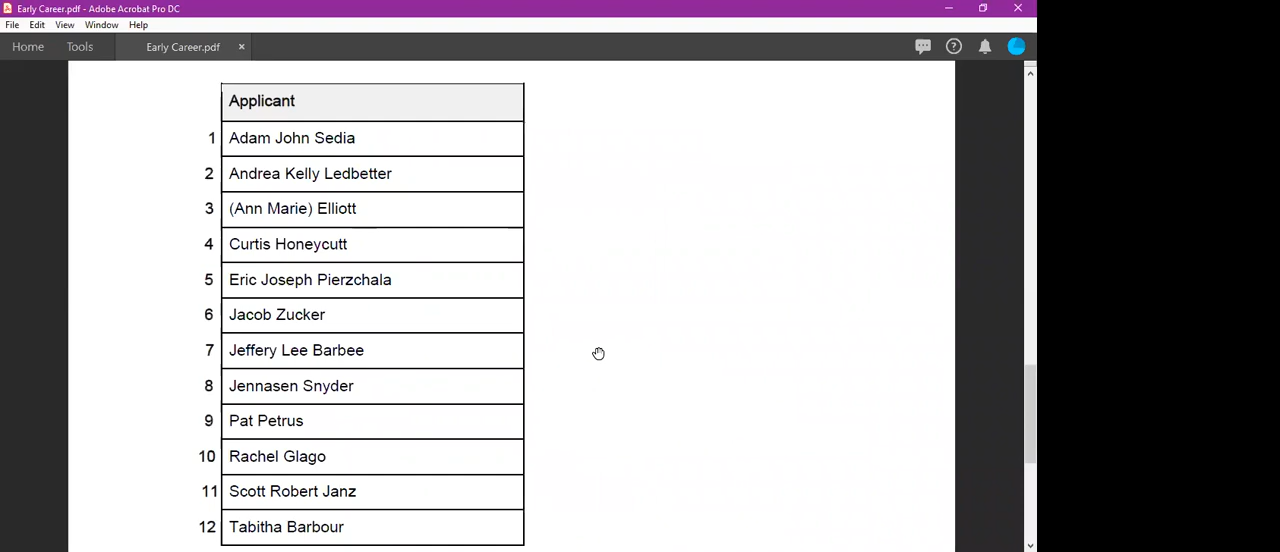 Early Career.pdf - Adobe Acrobat Pro DC
File Edit View Window Help
Home Tools Early Career.pdf ×
Applicant
1 Adam John Sedia
2 Andrea Kelly Ledbetter
3 (Ann Marie) Elliott
4 Curtis Honeycutt
5 Eric Joseph Pierzchala
6 Jacob Zucker
7 Jeffery Lee Barbee
8 Jennasen Snyder
9 Pat Petrus
10 Rachel Glago
11 Scott Robert Janz
12 Tabitha Barbour